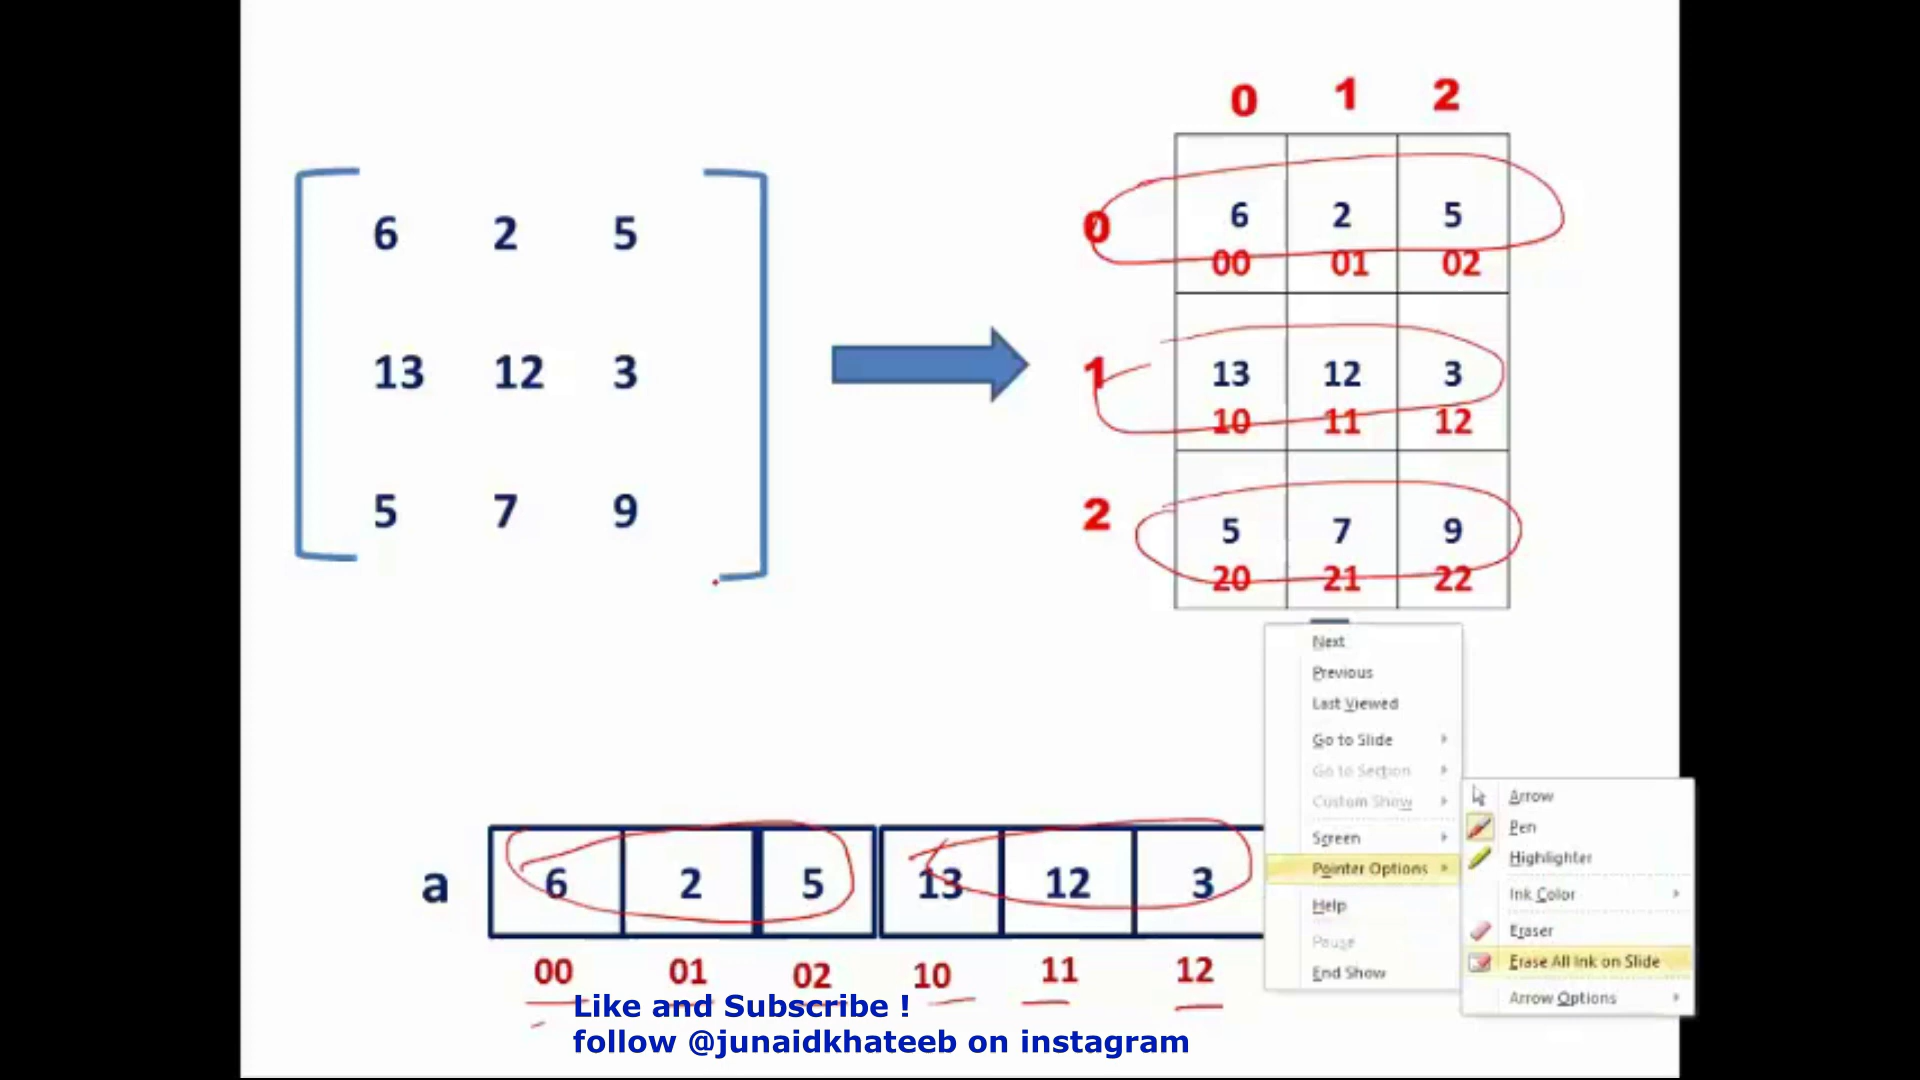 0 1 2
6 2 5
0 6 2 5
00 01 02
13 12 3
1 13 12 3
10 11 12
5 7 9
2 5 7 9
20 21 22
a 6 2 5 13 12 3
00 01 02 10 11 12
Next
Previous
Last Viewed
Go to Slide
Go to Section
Custom Show
Screen
Pointer Options
Help
Pause
End Show
Arrow
Pen
Highlighter
Ink Color
Eraser
Erase All Ink on Slide
Arrow Options
Like and Subscribe !
follow @junaidkhateeb on instagram